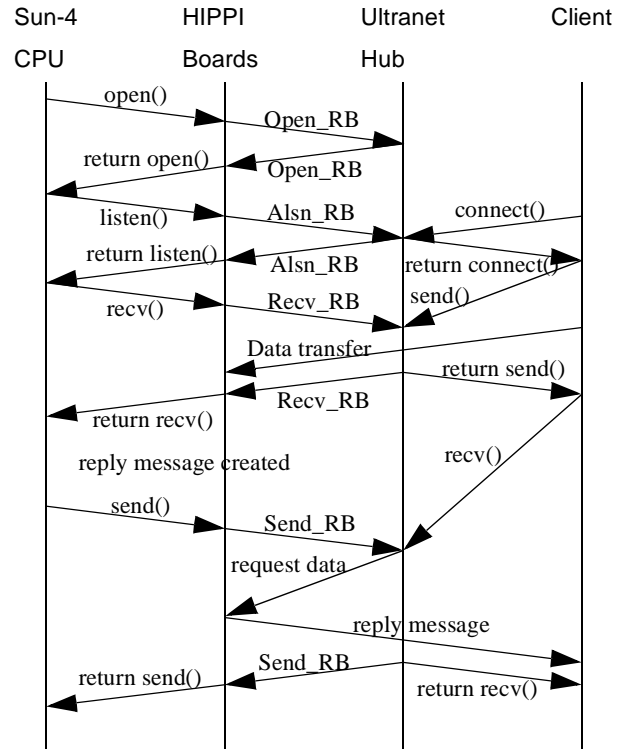 Sun-4 HIPPI Ultranet Client
CPU Boards Hub
open()
Open_RB
return open()
Open_RB
listen() Alsn_RB connect()
return listen()
Alsn_RB return connect()
recv() Recv_RB send()
Data transfer
return send()
Recv_RB
return recv()
recv()
reply message created
send()
Send_RB
request data
reply message
Send_RB
return send() return recv()